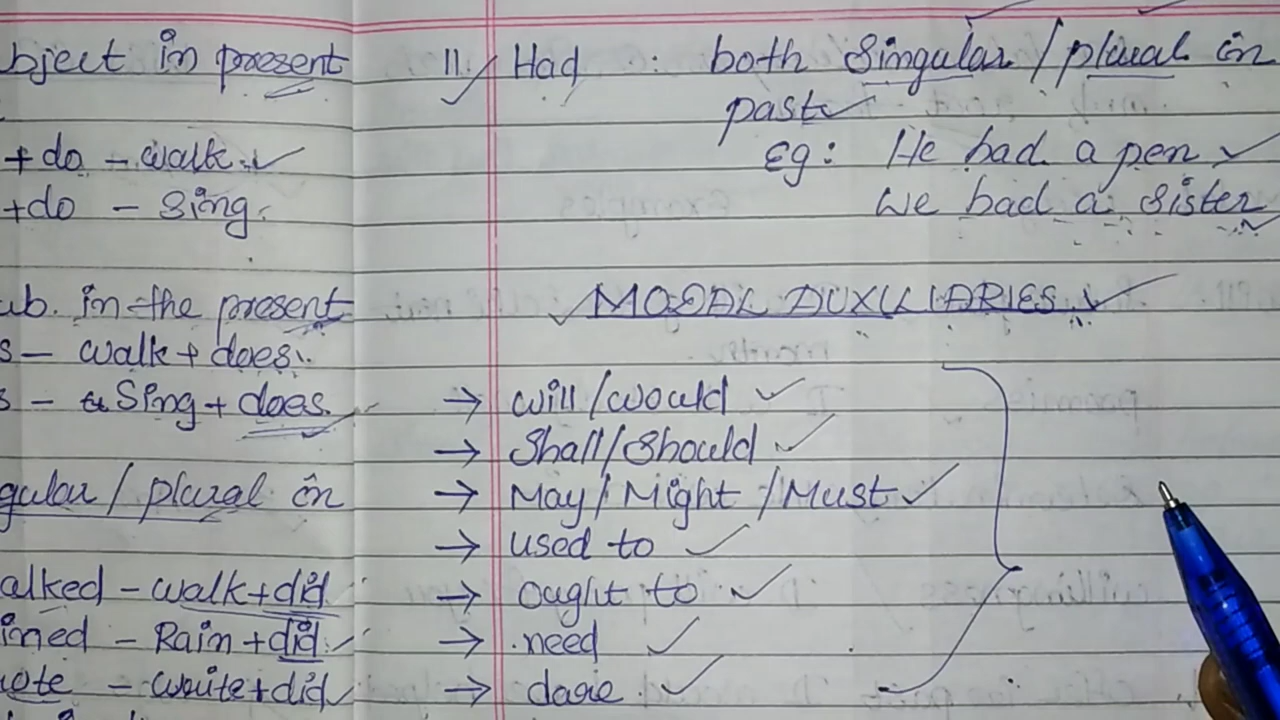 bject in present
+ do - walk.
+do - Sing.
ub. in the present
s - walk + does.
s - Sing + does.
gular / plural in
alked - walk + did
ined - Rain + did
ote - write + did
11. Had : both Singular / plural in
past
Eg: He had a pen
We had a Sister
MODAL AUXILIARIES
→ will / would
→ Shall / Should
→ May / Might / Must
→ used to
→ ought to
→ need
→ dare